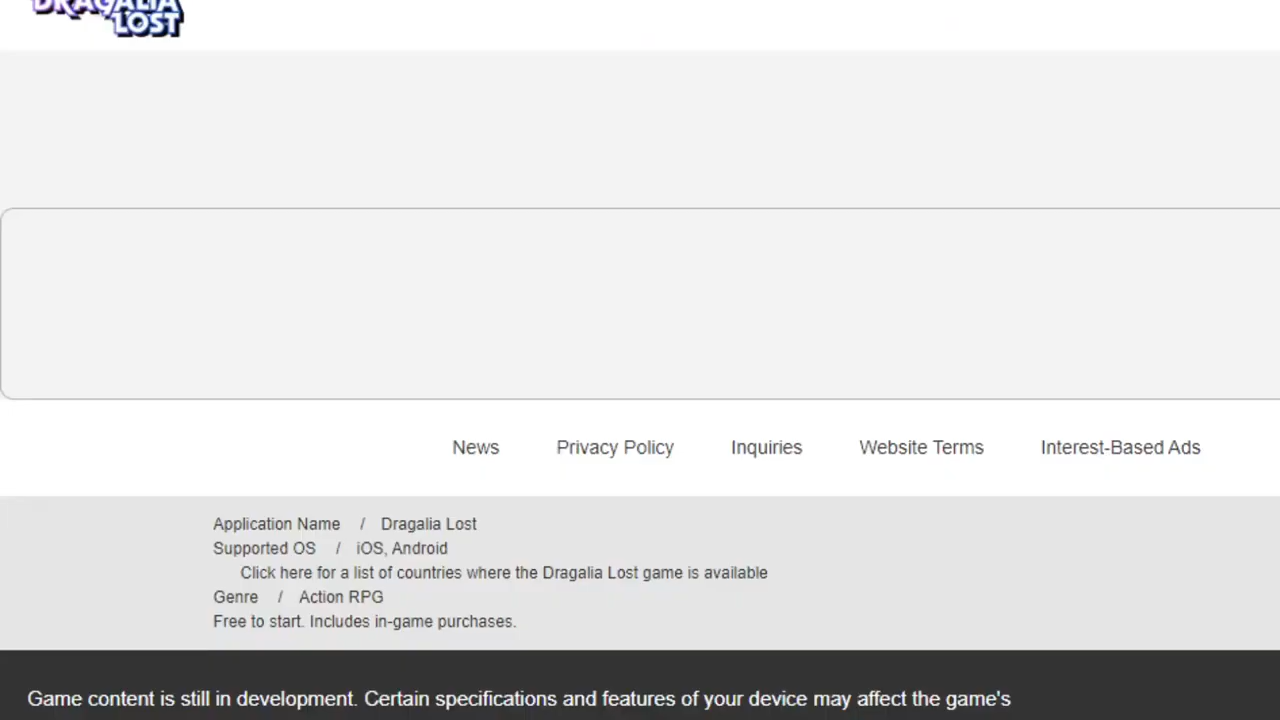 DRAGALIA
LOST
News Privacy Policy Inquiries Website Terms Interest-Based Ads
Application Name / Dragalia Lost
Supported OS / iOS, Android
Click here for a list of countries where the Dragalia Lost game is available
Genre / Action RPG
Free to start. Includes in-game purchases.
Game content is still in development. Certain specifications and features of your device may affect the game's